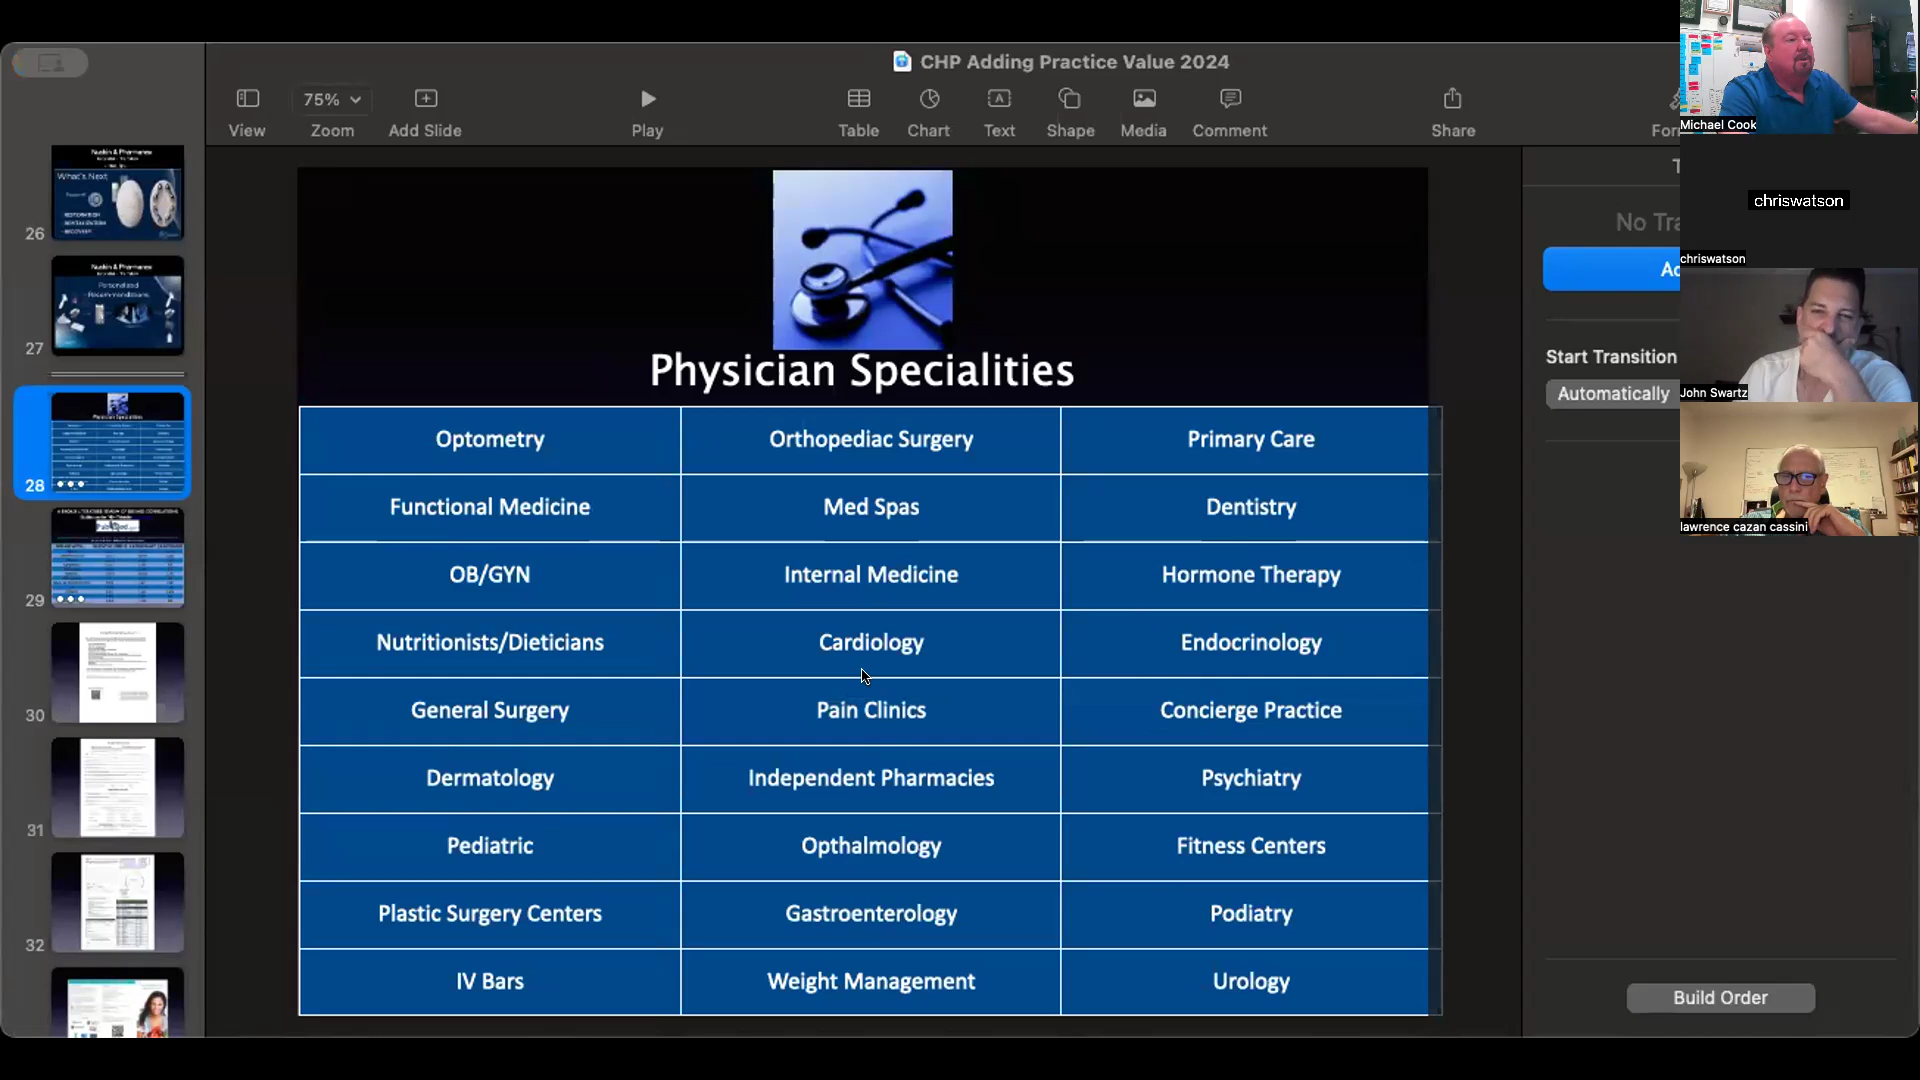 CHP Adding Practice Value 2024
75%
View
Zoom
Add Slide
Play
Table
Chart
Text
Shape
Media
Comment
Share
Michael Cook
chriswatson
chriswatson
John Swartz
lawrence cazan cassini
What's Next
Personalized
Recommendations
26
27
28
29
30
31
32
Physician Specialities
Optometry Orthopediac Surgery Primary Care
Functional Medicine Med Spas Dentistry
OB/GYN Internal Medicine Hormone Therapy
Nutritionists/Dieticians Cardiology Endocrinology
General Surgery Pain Clinics Concierge Practice
Dermatology Independent Pharmacies Psychiatry
Pediatric Opthalmology Fitness Centers
Plastic Surgery Centers Gastroenterology Podiatry
IV Bars Weight Management Urology
Start Transition
Automatically
Build Order